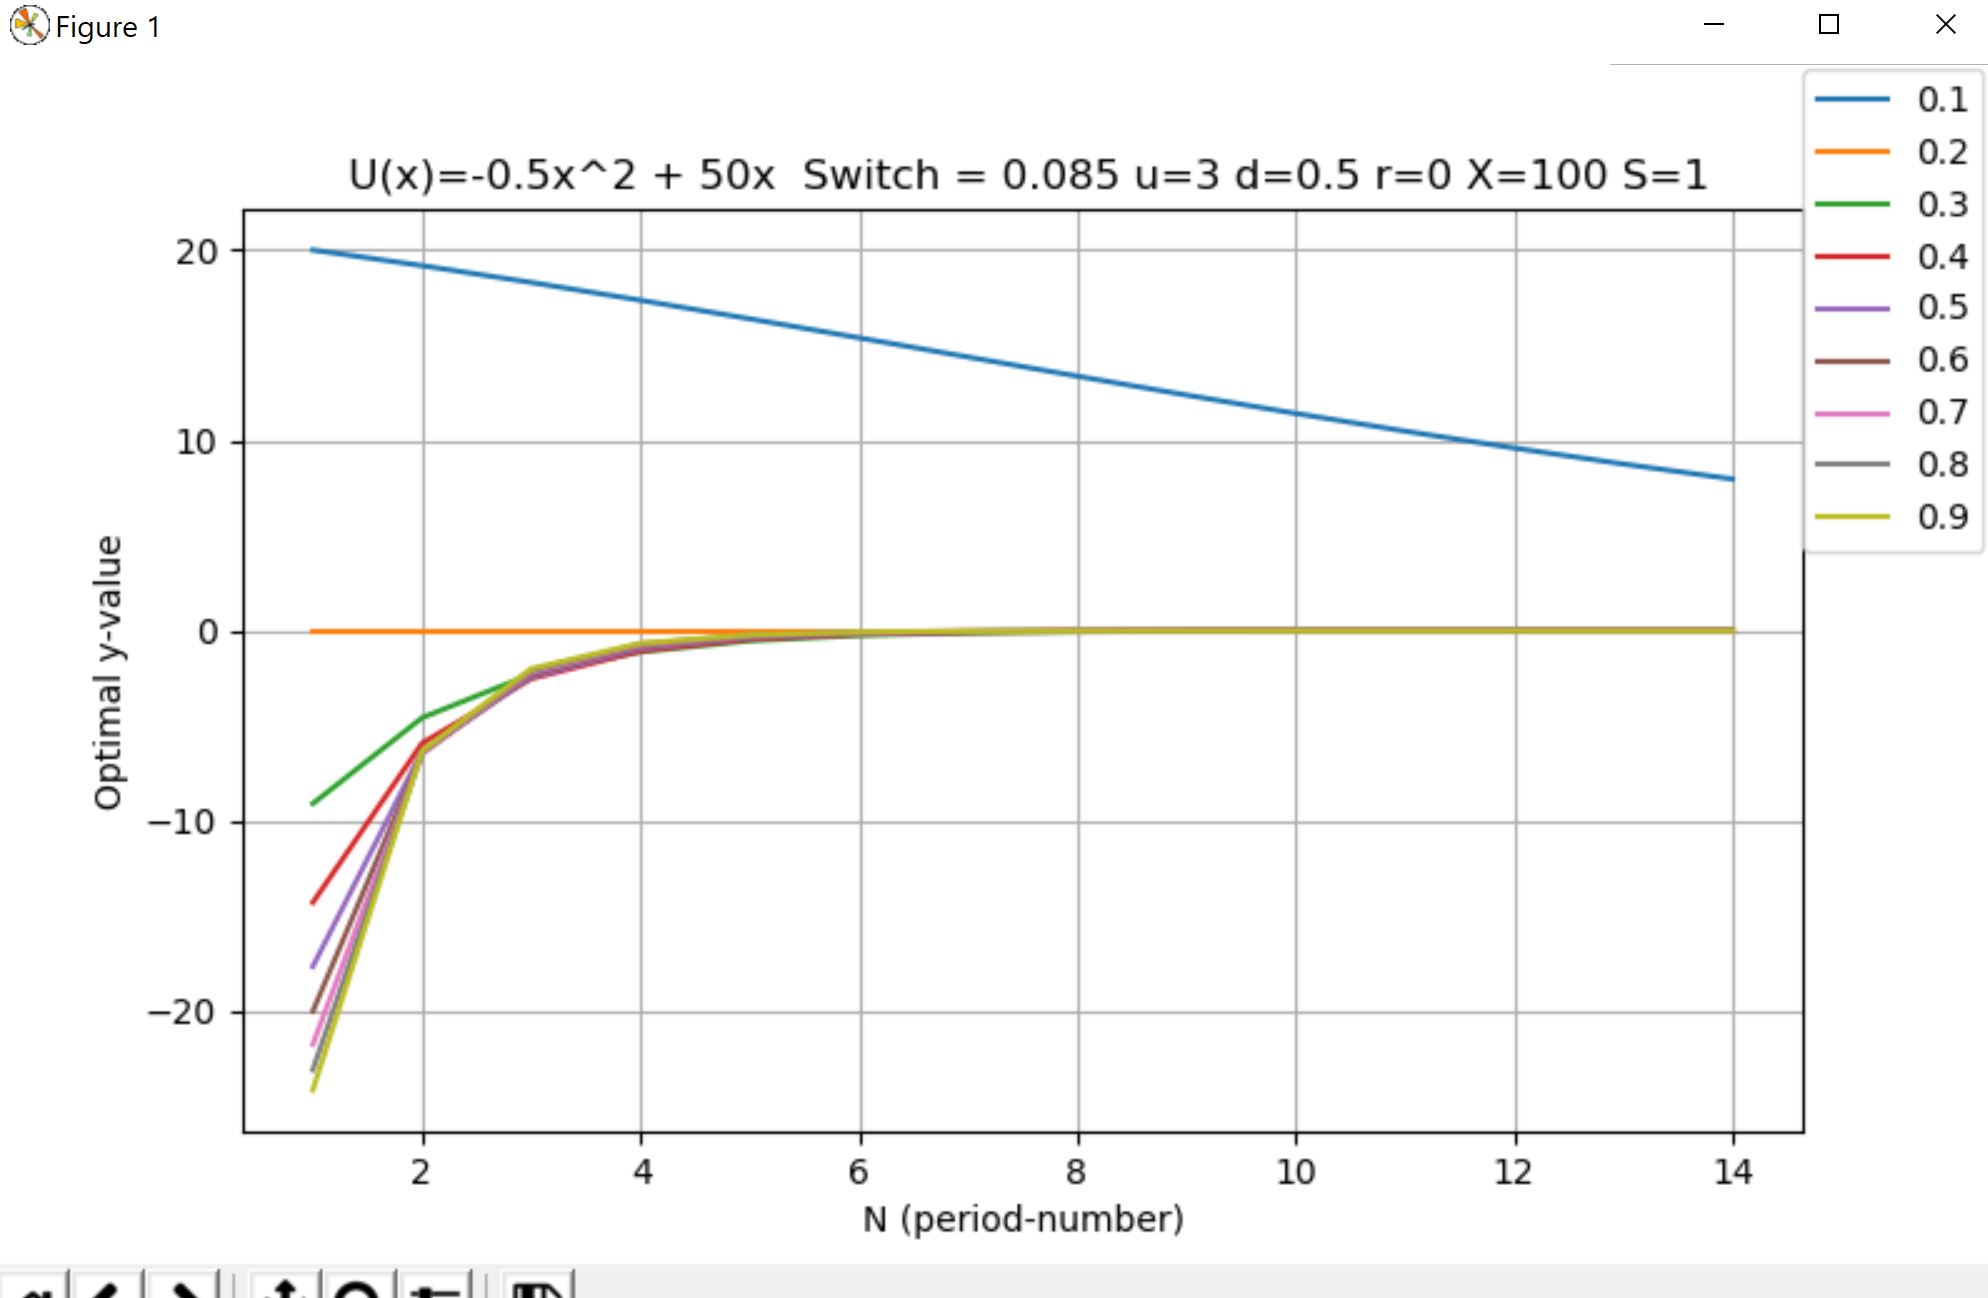 Figure 1
U(x)=-0.5x^2 + 50x  Switch = 0.085 u=3 d=0.5 r=0 X=100 S=1
0.1
0.2
0.3
0.4
0.5
0.6
0.7
0.8
0.9
Optimal y-value
20
10
0
−10
−20
2 4 6 8 10 12 14
N (period-number)